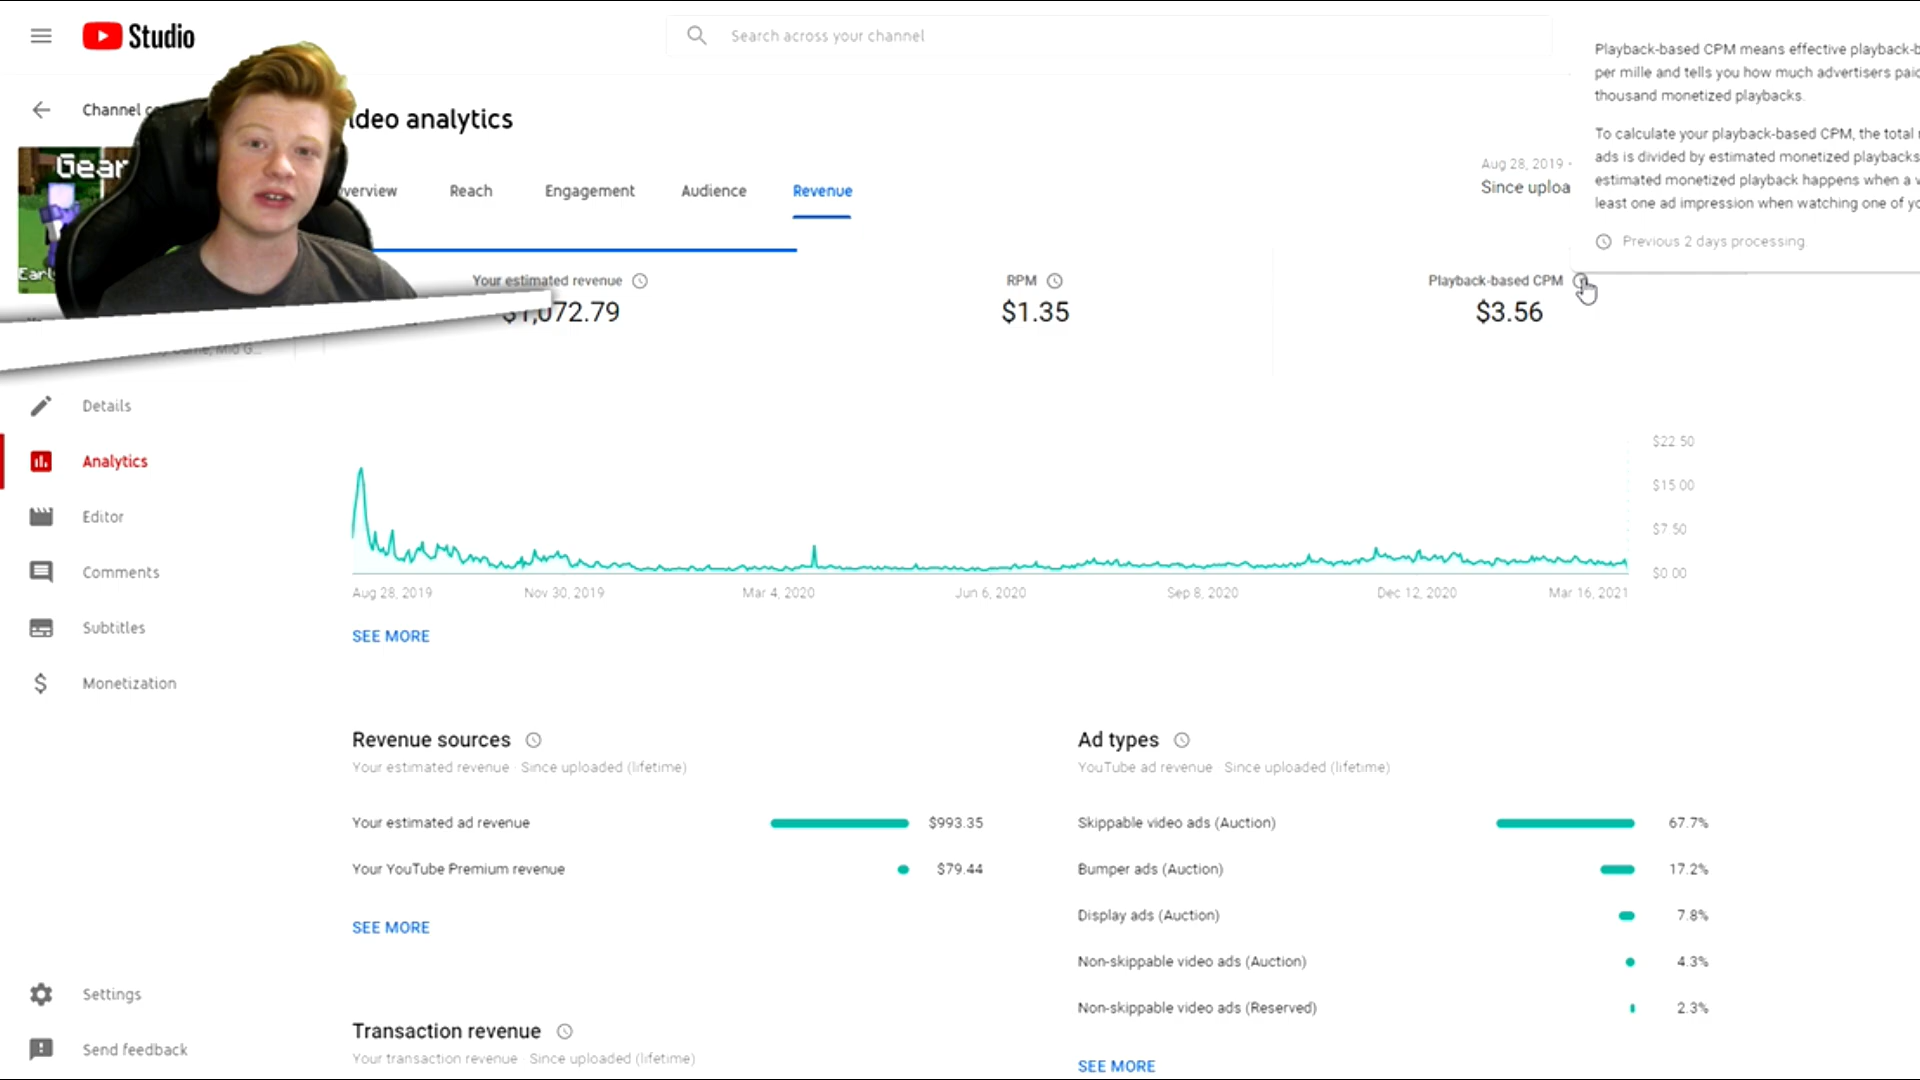 Studio
Search across your channel
Playback-based CPM means effective playback-b
per mille and tells you how much advertisers paid
thousand monetized playbacks.
To calculate your playback-based CPM, the total
ads is divided by estimated monetized playbacks
estimated monetized playback happens when a
least one ad impression when watching one of yo
Previous 2 days processing
Channel co
deo analytics
Gear
Earl
verview
Reach
Engagement
Audience
Revenue
Aug 28, 2019 -
Since uploa
Your estimated revenue
$1,072.79
RPM
$1.35
Playback-based CPM
$3.56
Details
Analytics
Editor
Comments
Subtitles
Monetization
Settings
Send feedback
$22.50
$15.00
$7.50
$0.00
Aug 28, 2019
Nov 30, 2019
Mar 4, 2020
Jun 6, 2020
Sep 8, 2020
Dec 12, 2020
Mar 16, 2021
SEE MORE
Revenue sources
Your estimated revenue · Since uploaded (lifetime)
Your estimated ad revenue
$993.35
Your YouTube Premium revenue
$79.44
SEE MORE
Transaction revenue
Your transaction revenue · Since uploaded (lifetime)
Ad types
YouTube ad revenue · Since uploaded (lifetime)
Skippable video ads (Auction)
67.7%
Bumper ads (Auction)
17.2%
Display ads (Auction)
7.8%
Non-skippable video ads (Auction)
4.3%
Non-skippable video ads (Reserved)
2.3%
SEE MORE